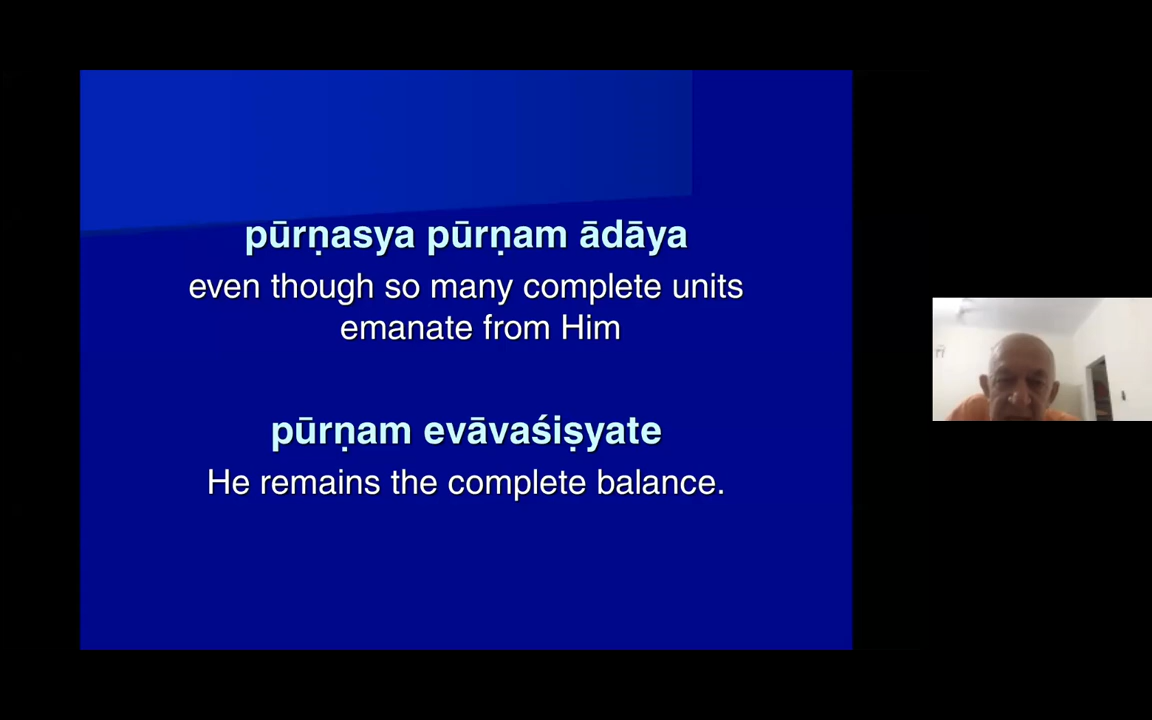 pūrṇasya pūrṇam ādāya
even though so many complete units
emanate from Him
pūrṇam evāvaśiṣyate
He remains the complete balance.